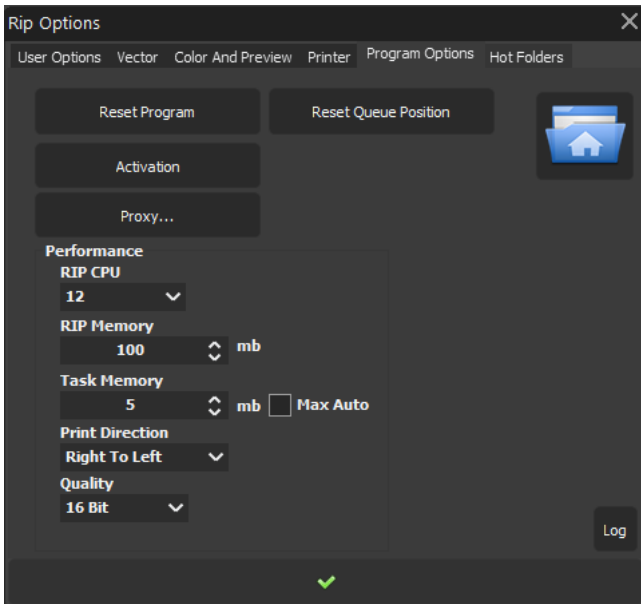 Rip Options
User Options Vector Color And Preview Printer Program Options Hot Folders
Reset Program Reset Queue Position
Activation
Proxy...
Performance
RIP CPU
12
RIP Memory
100 mb
Task Memory
5 mb Max Auto
Print Direction
Right To Left
Quality
16 Bit
Log